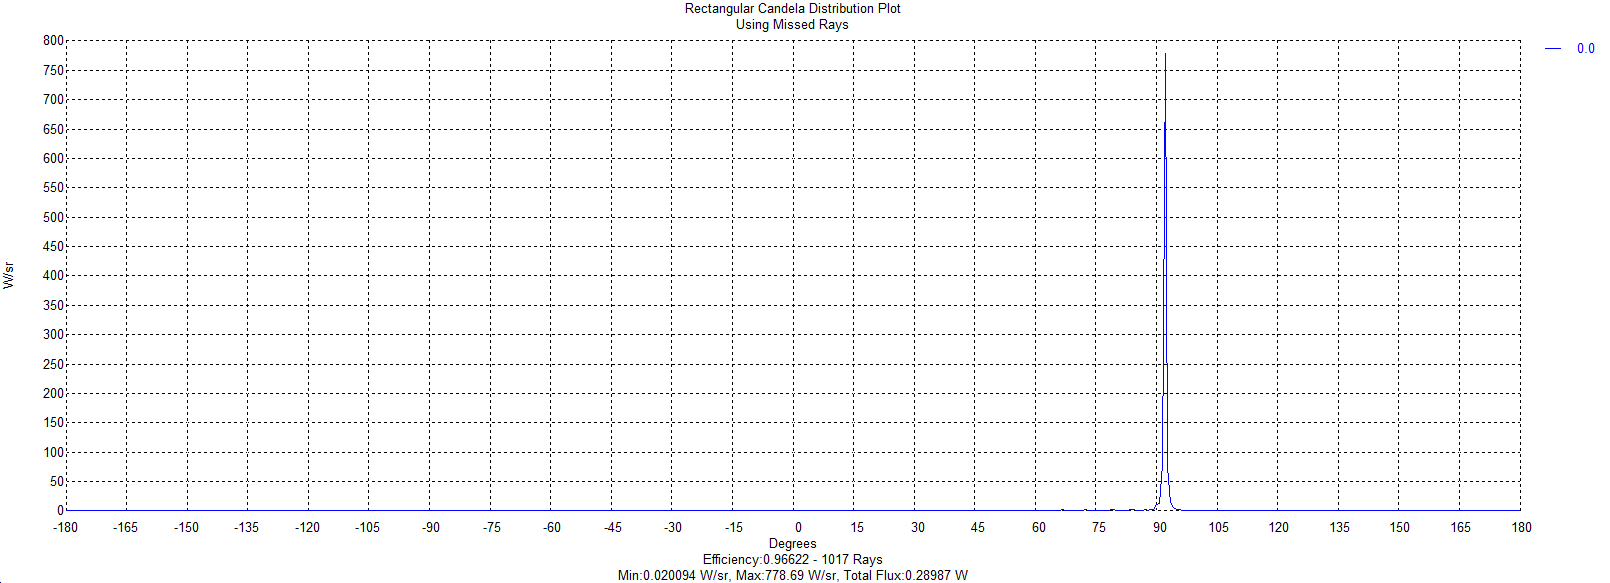 Rectangular Candela Distribution Plot
Using Missed Rays
0.0
800
750
700
650
600
550
500
450
400
350
300
250
200
150
100
50
0
W/sr
-180 -165 -150 -135 -120 -105 -90 -75 -60 -45 -30 -15 0 15 30 45 60 75 90 105 120 135 150 165 180
Degrees
Efficiency:0.96622 - 1017 Rays
Min:0.020094 W/sr, Max:778.69 W/sr, Total Flux:0.28987 W